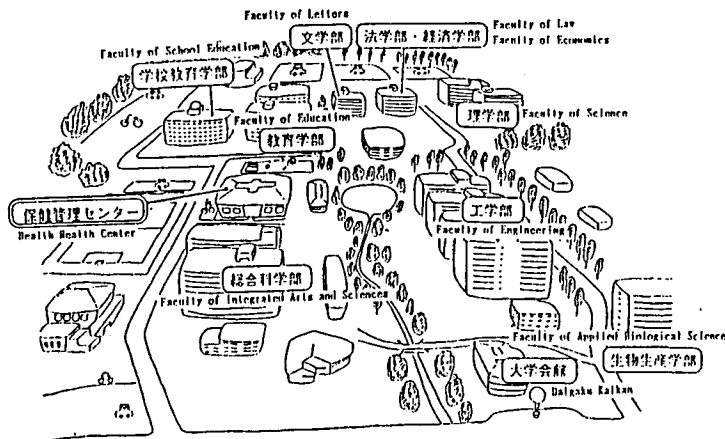 Faculty of Letters
文学部
法学部・経済学部
Faculty of Law
Faculty of Economics
Faculty of School Education
学校教育学部
理学部
Faculty of Science
Faculty of Education
教育学部
保健管理センター
Health Health Center
工学部
Faculty of Engineering
総合科学部
Faculty of Integrated Arts and Sciences
Faculty of Applied Biological Science
生物生産学部
大学会館
Daigaku Kaikan